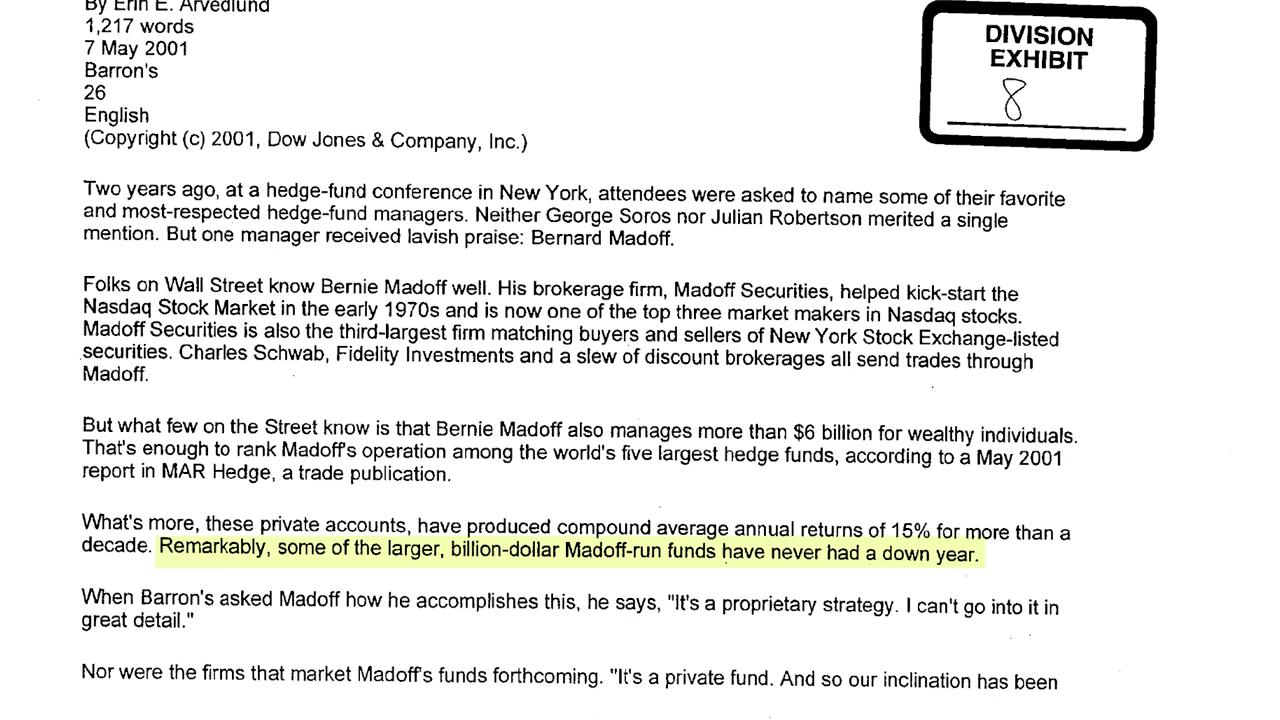 By Erin E. Arvedlund
1,217 words
7 May 2001
Barron's
26
English
(Copyright (c) 2001, Dow Jones & Company, Inc.)
DIVISION
EXHIBIT
8
Two years ago, at a hedge-fund conference in New York, attendees were asked to name some of their favorite
and most-respected hedge-fund managers. Neither George Soros nor Julian Robertson merited a single
mention. But one manager received lavish praise: Bernard Madoff.
Folks on Wall Street know Bernie Madoff well. His brokerage firm, Madoff Securities, helped kick-start the
Nasdaq Stock Market in the early 1970s and is now one of the top three market makers in Nasdaq stocks.
Madoff Securities is also the third-largest firm matching buyers and sellers of New York Stock Exchange-listed
securities. Charles Schwab, Fidelity Investments and a slew of discount brokerages all send trades through
Madoff.
But what few on the Street know is that Bernie Madoff also manages more than $6 billion for wealthy individuals.
That's enough to rank Madoff's operation among the world's five largest hedge funds, according to a May 2001
report in MAR Hedge, a trade publication.
What's more, these private accounts, have produced compound average annual returns of 15% for more than a
decade. Remarkably, some of the larger, billion-dollar Madoff-run funds have never had a down year.
When Barron's asked Madoff how he accomplishes this, he says, "It's a proprietary strategy. I can't go into it in
great detail."
Nor were the firms that market Madoff's funds forthcoming. "It's a private fund. And so our inclination has been